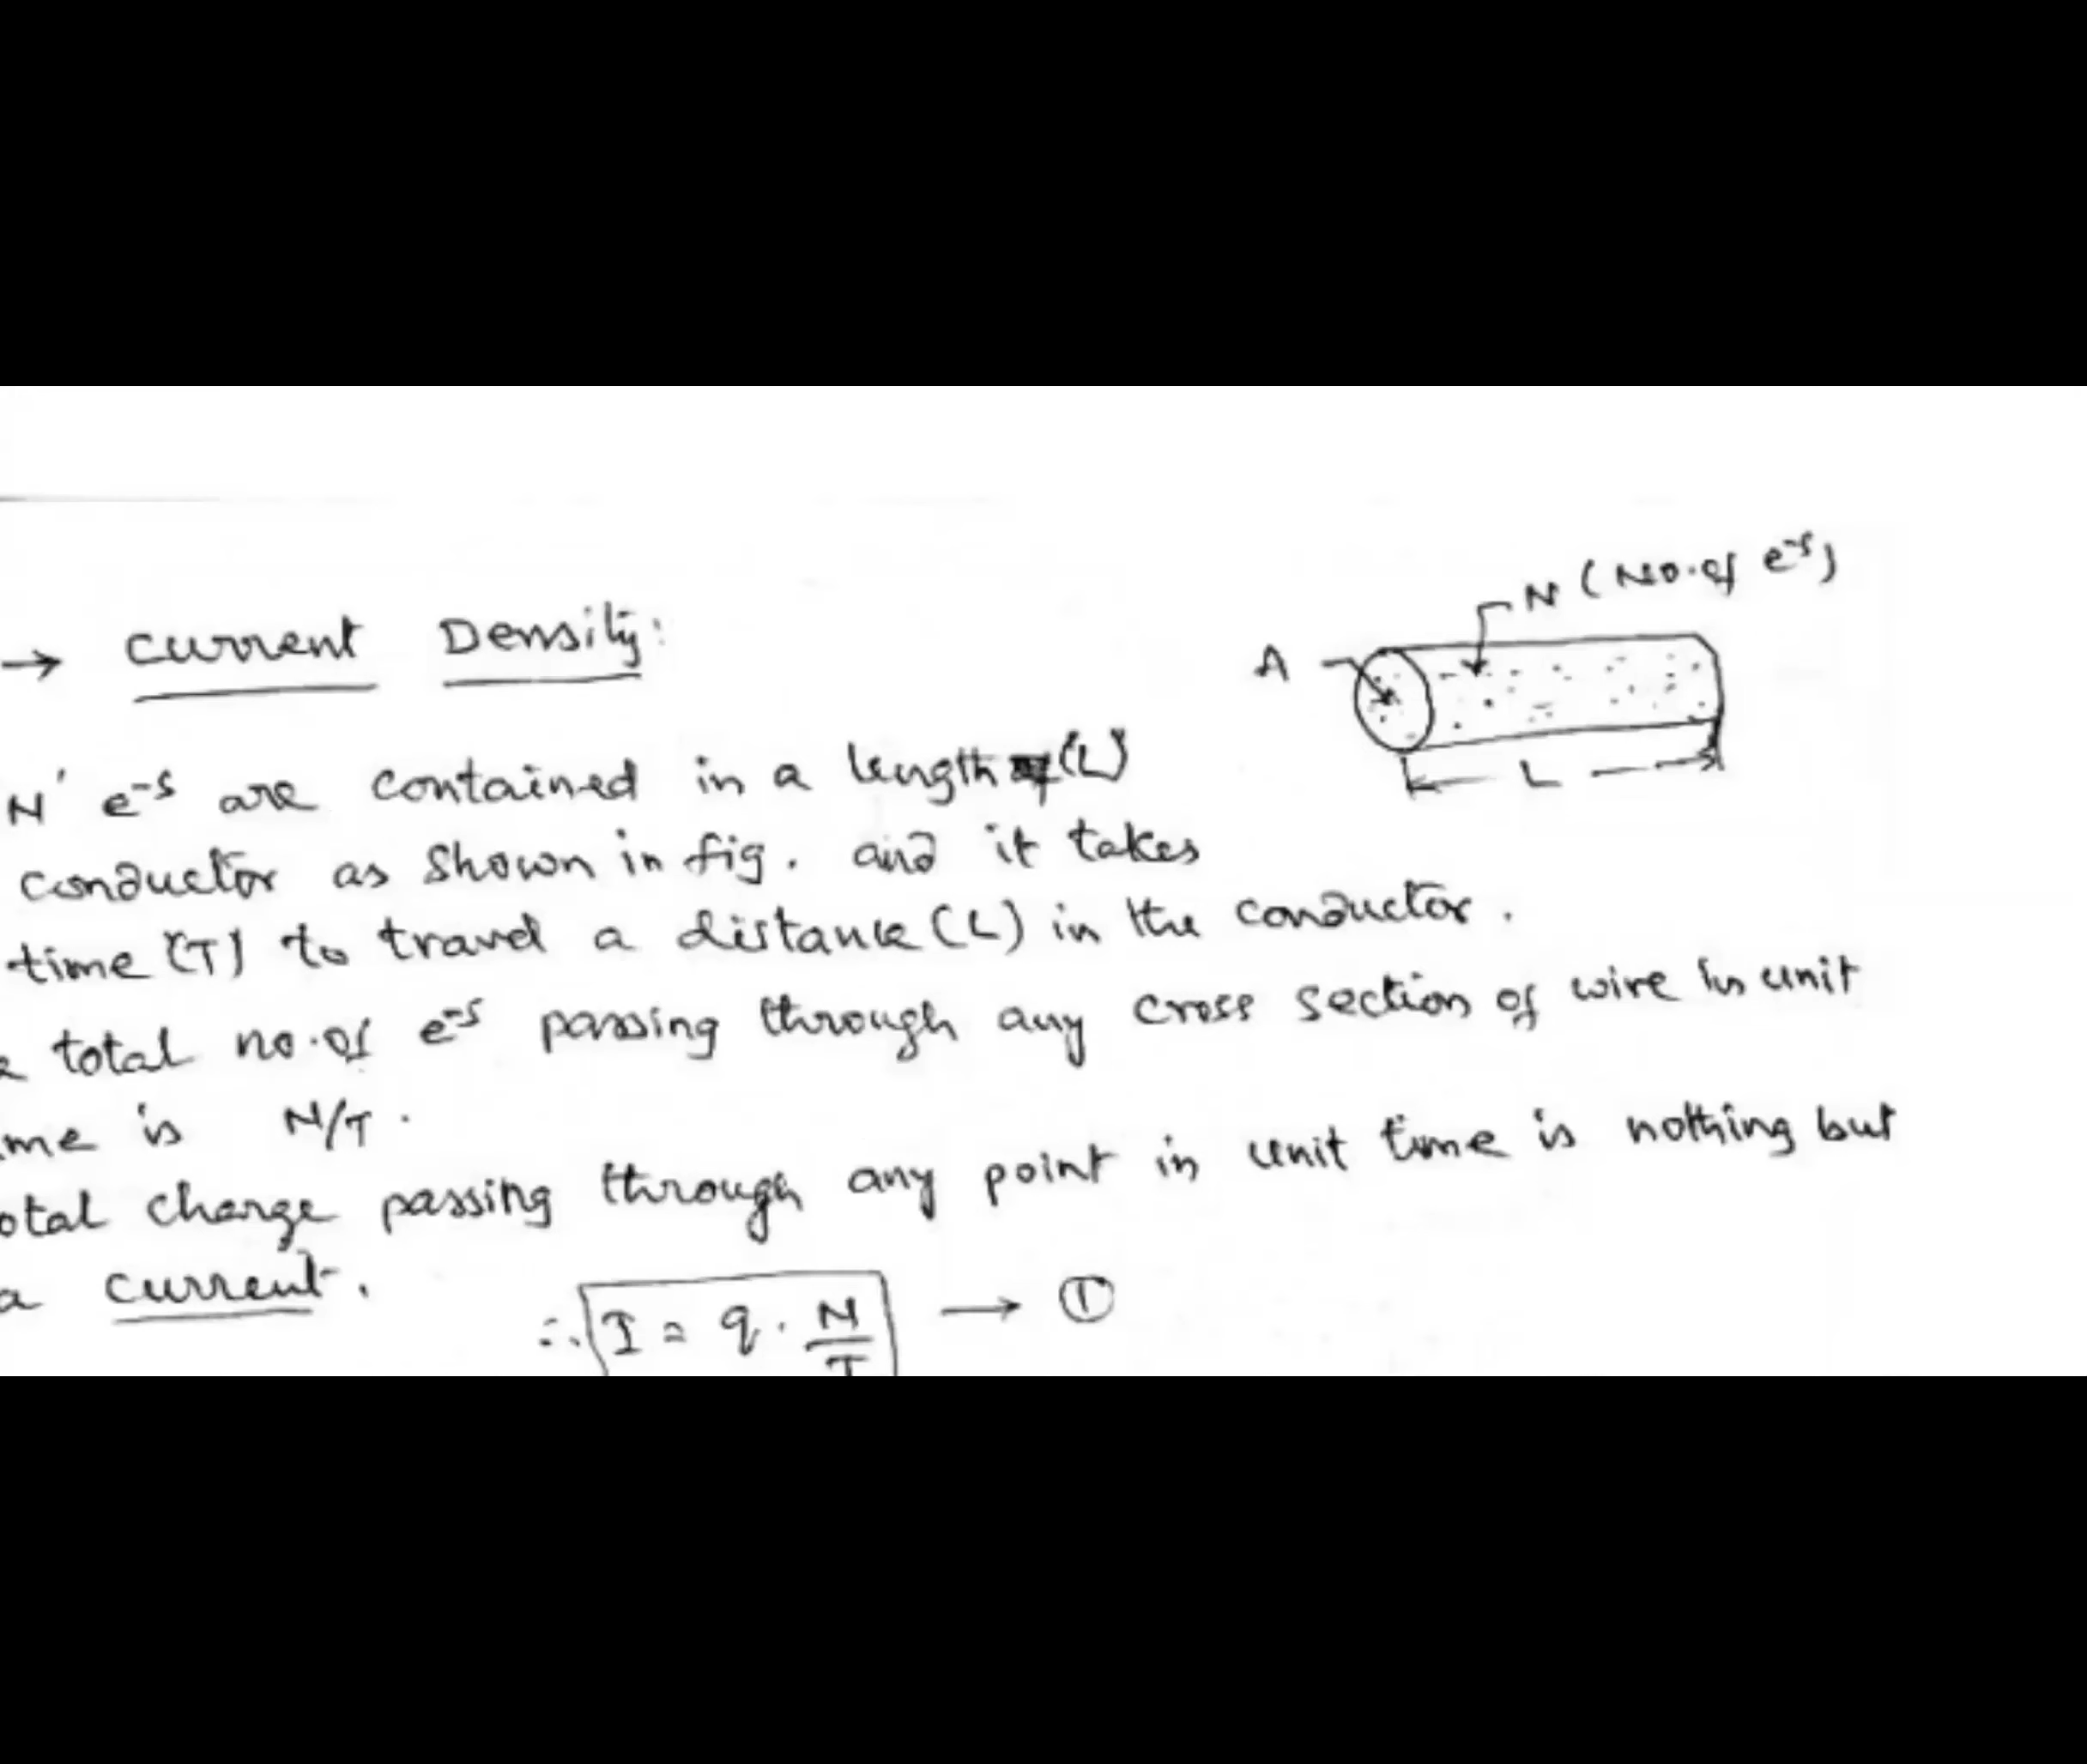 → Current Density:
N (No. of e⁻s)
A
L
N' e⁻s are contained in a length (L)
conductor as shown in fig. and it takes
time (T) to travel a distance (L) in the conductor.
total no. of e⁻s passing through any cross section of wire in unit
me is N/T.
otal charge passing through any point in unit time is nothing but
a current.
∴ I = q. N/T → ①